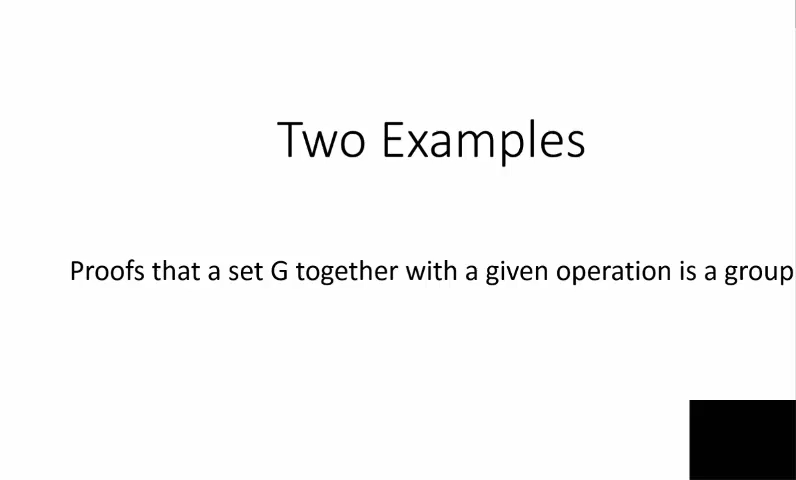 Two Examples
Proofs that a set G together with a given operation is a group